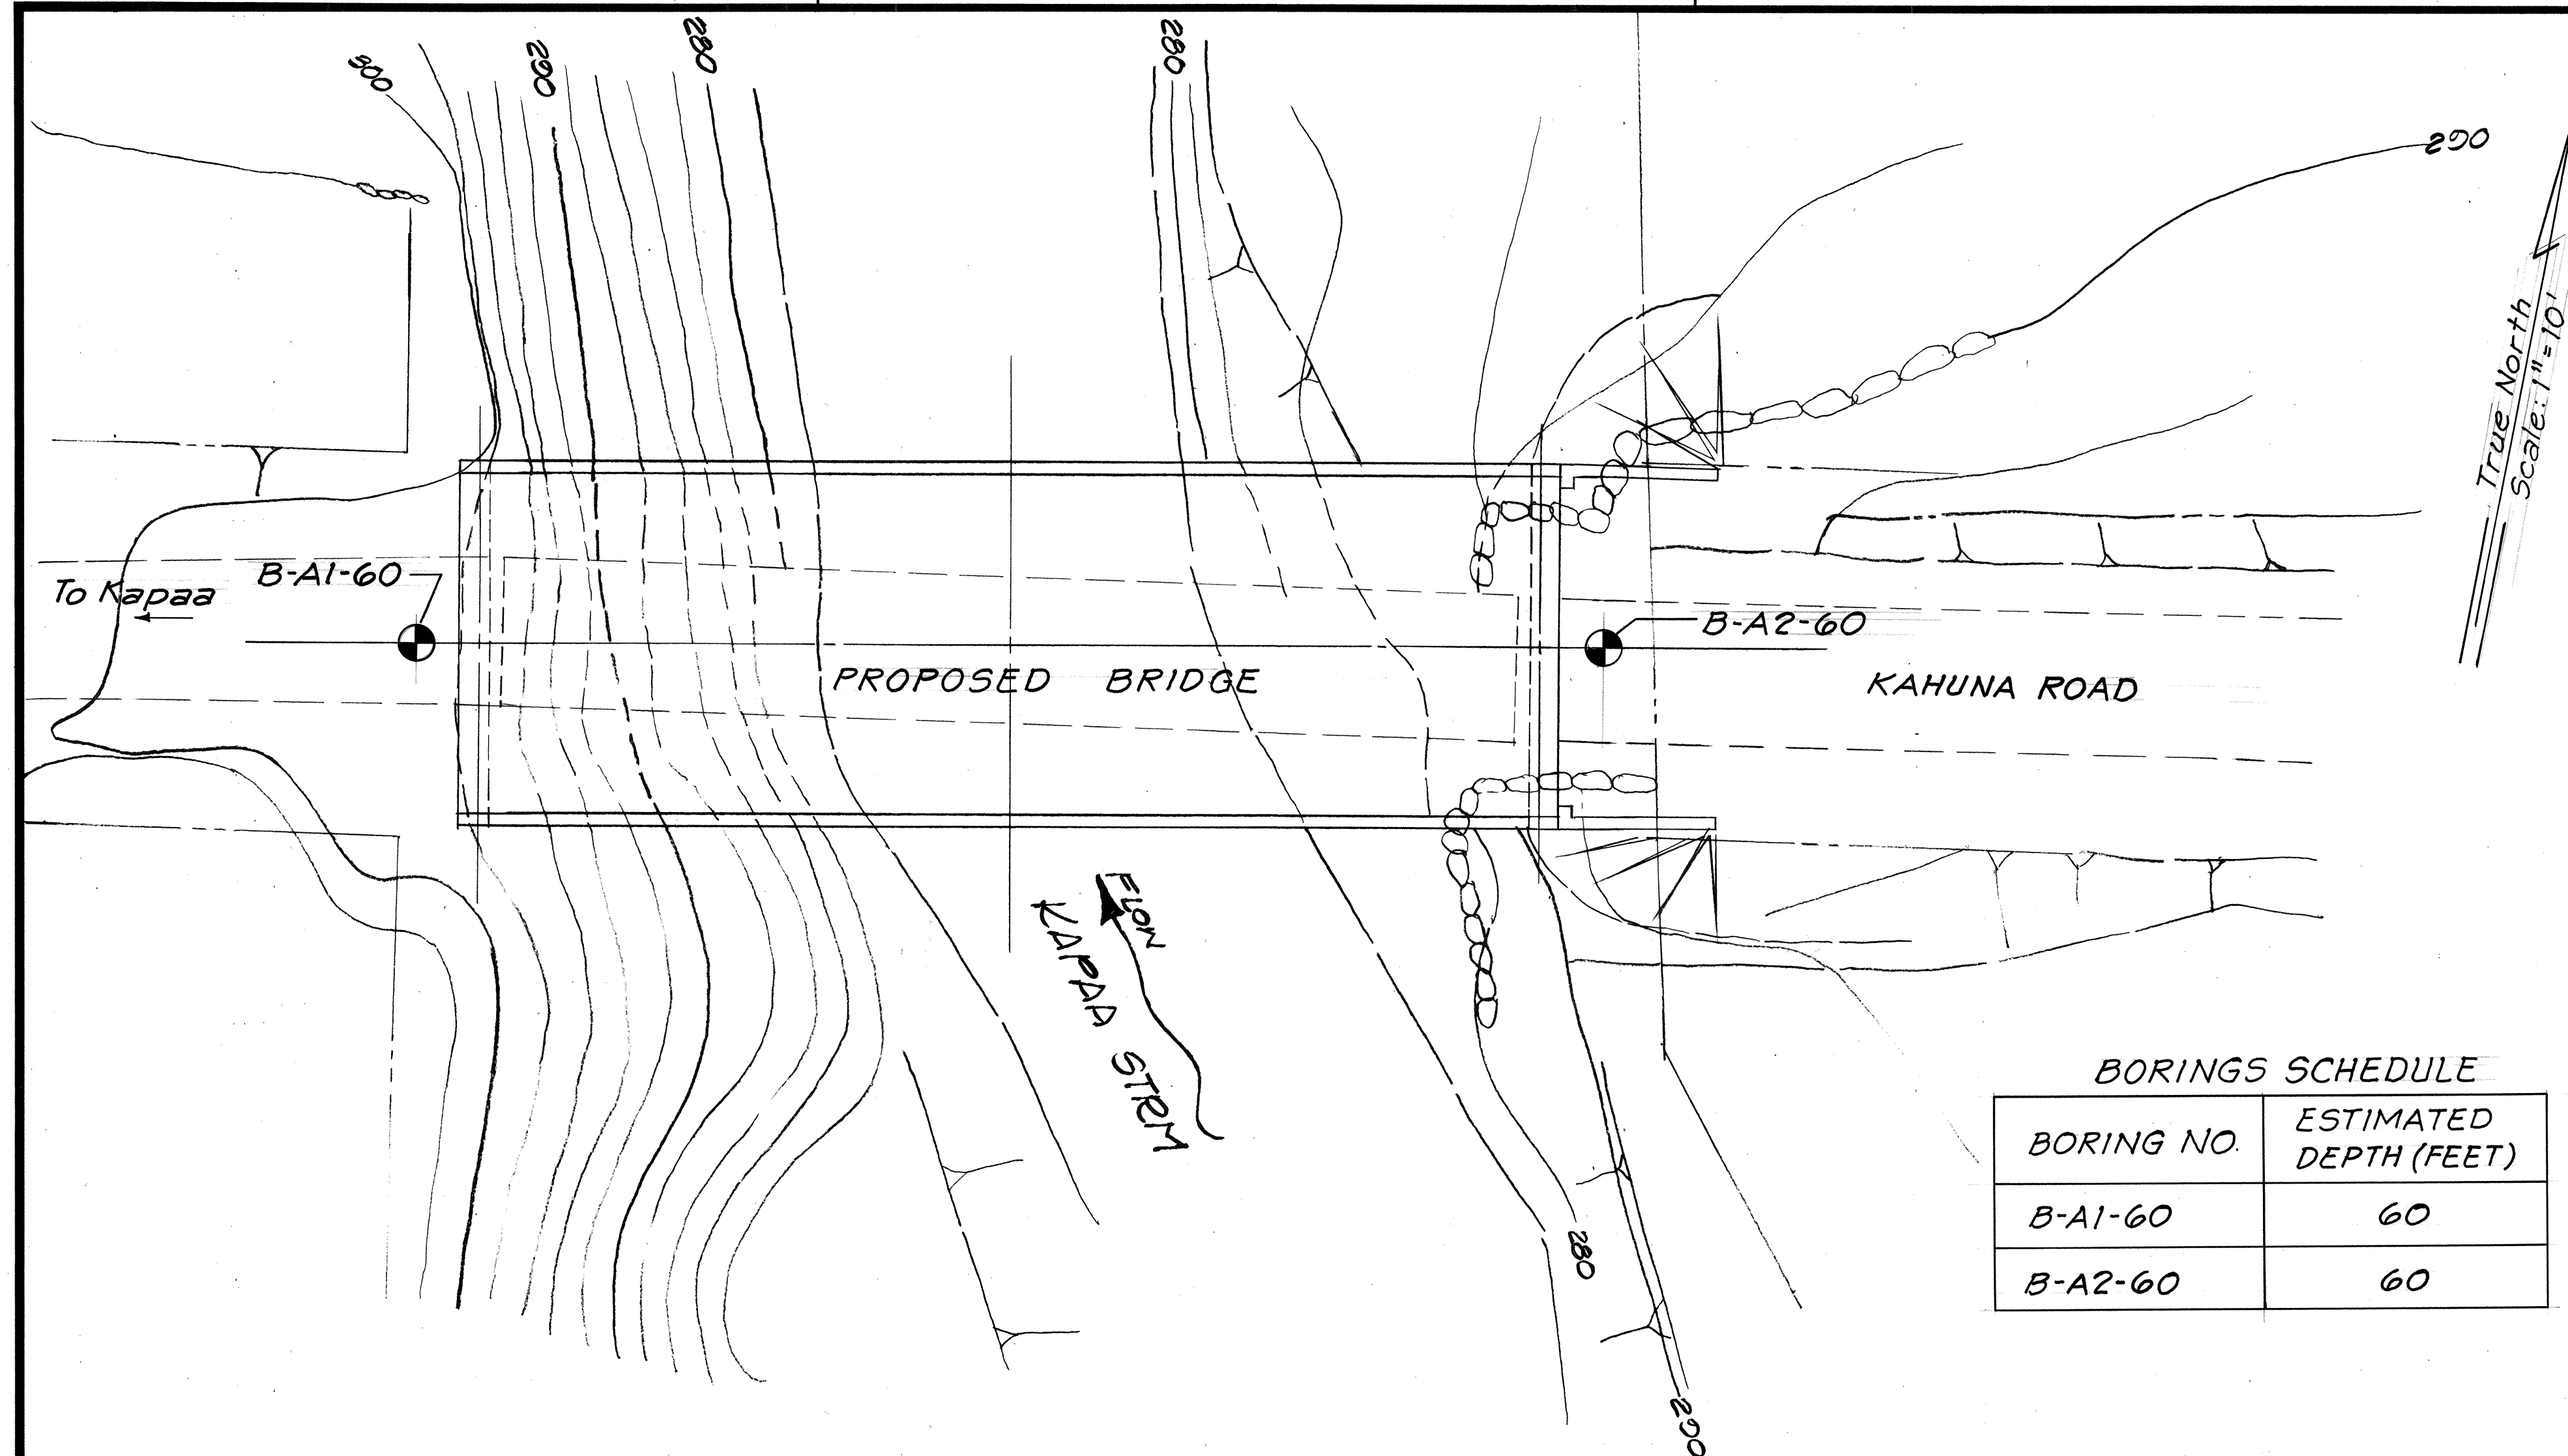 300
290
280
280
290
True North
Scale: 1"=10'
B-A1-60
To Kapaa
B-A2-60
PROPOSED BRIDGE
KAHUNA ROAD
FLOW
KAPAA STRM
280
290
BORINGS SCHEDULE
BORING NO.
ESTIMATED
DEPTH (FEET)
B-A1-60
60
B-A2-60
60